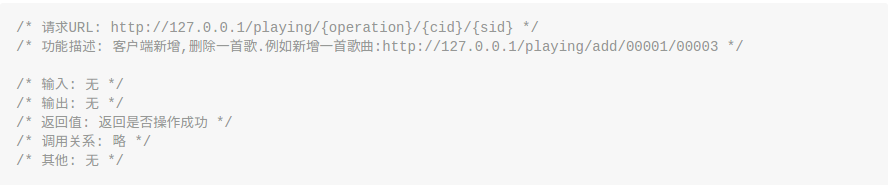 /* 请求URL: http://127.0.0.1/playing/{operation}/{cid}/{sid} */
/* 功能描述: 客户端新增,删除一首歌.例如新增一首歌曲:http://127.0.0.1/playing/add/00001/00003 */
/* 输入: 无 */
/* 输出: 无 */
/* 返回值: 返回是否操作成功 */
/* 调用关系: 略 */
/* 其他: 无 */